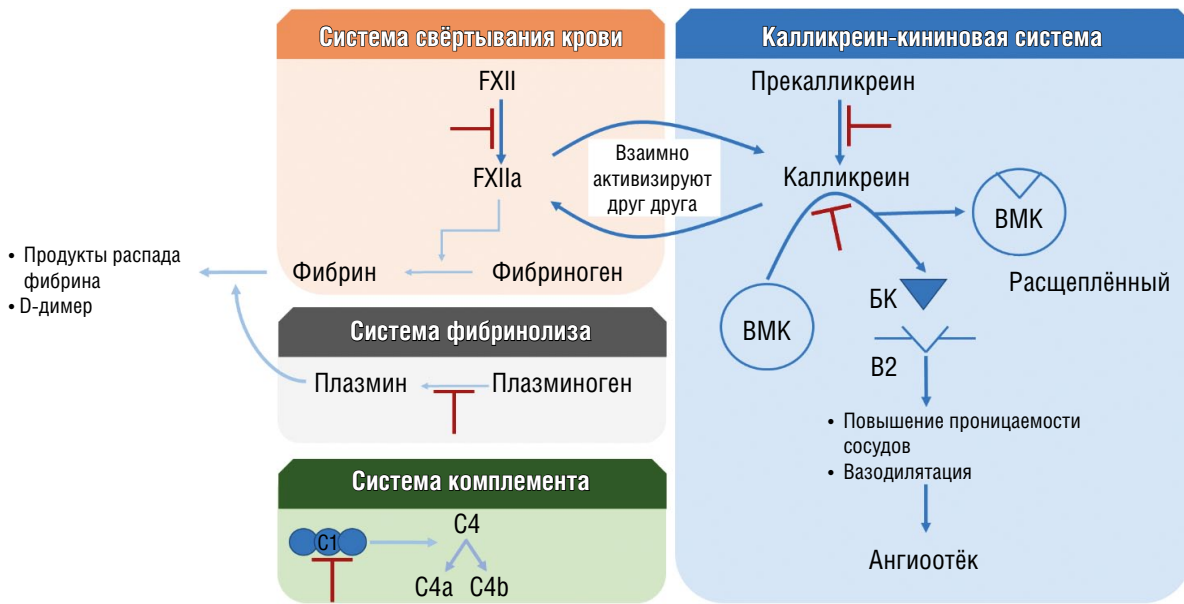 Система свёртывания крови
FXII
FXIIa
Фибрин
Фибриноген
• Продукты распада
фибрина
• D-димер
Система фибринолиза
Плазмин
Плазминоген
Система комплемента
C1
C4
C4a
C4b
Взаимно
активизируют
друг друга
Калликреин-кининовая система
Прекалликреин
Калликреин
ВМК
ВМК
Расщеплённый
БК
B2
• Повышение проницаемости
сосудов
• Вазодилятация
Ангиоотёк